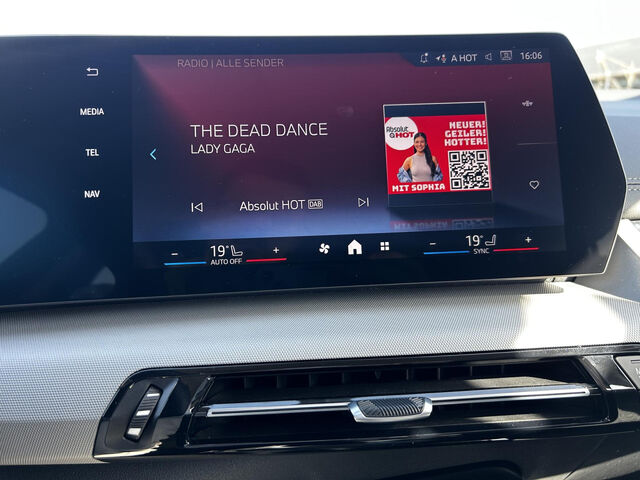 RADIO | ALLE SENDER
A HOT
16:06
MEDIA
TEL
NAV
THE DEAD DANCE
LADY GAGA
Absolut
HOT
NEUER!
GEILER!
HOTTER!
MIT SOPHIA
Absolut HOT DAB
19°
AUTO OFF
19°
SYNC